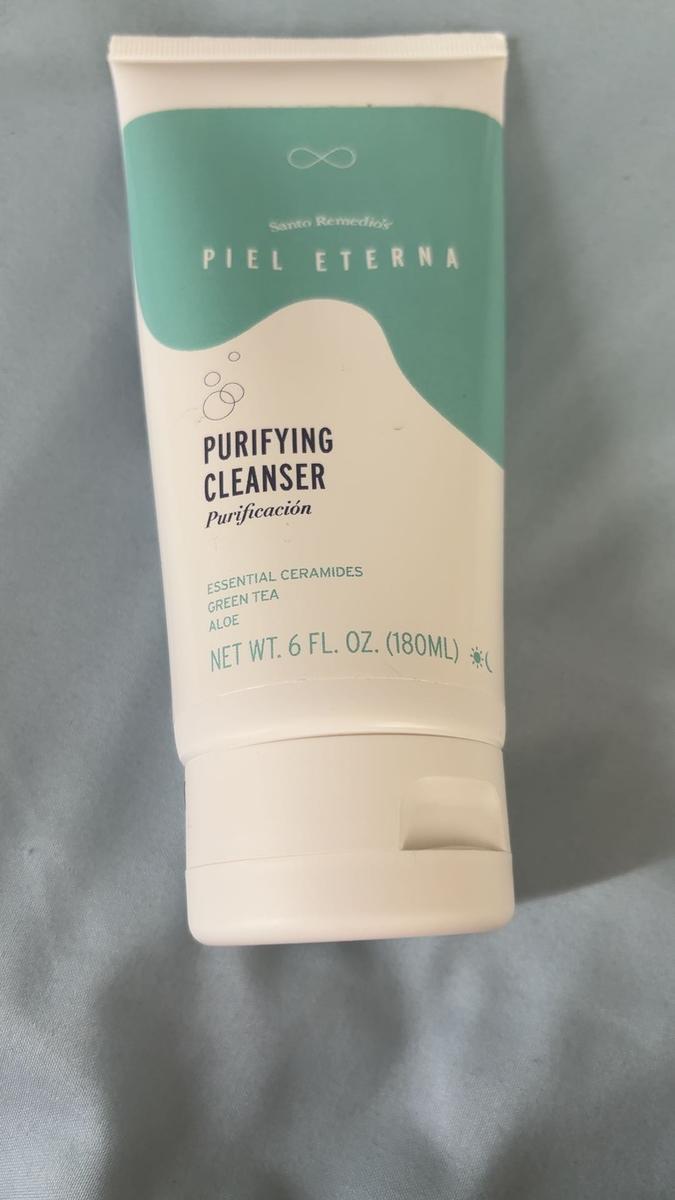 Santo Remedio's
PIEL ETERNA
PURIFYING
CLEANSER
Purificación
ESSENTIAL CERAMIDES
GREEN TEA
ALOE
NET WT. 6 FL. OZ. (180ML)